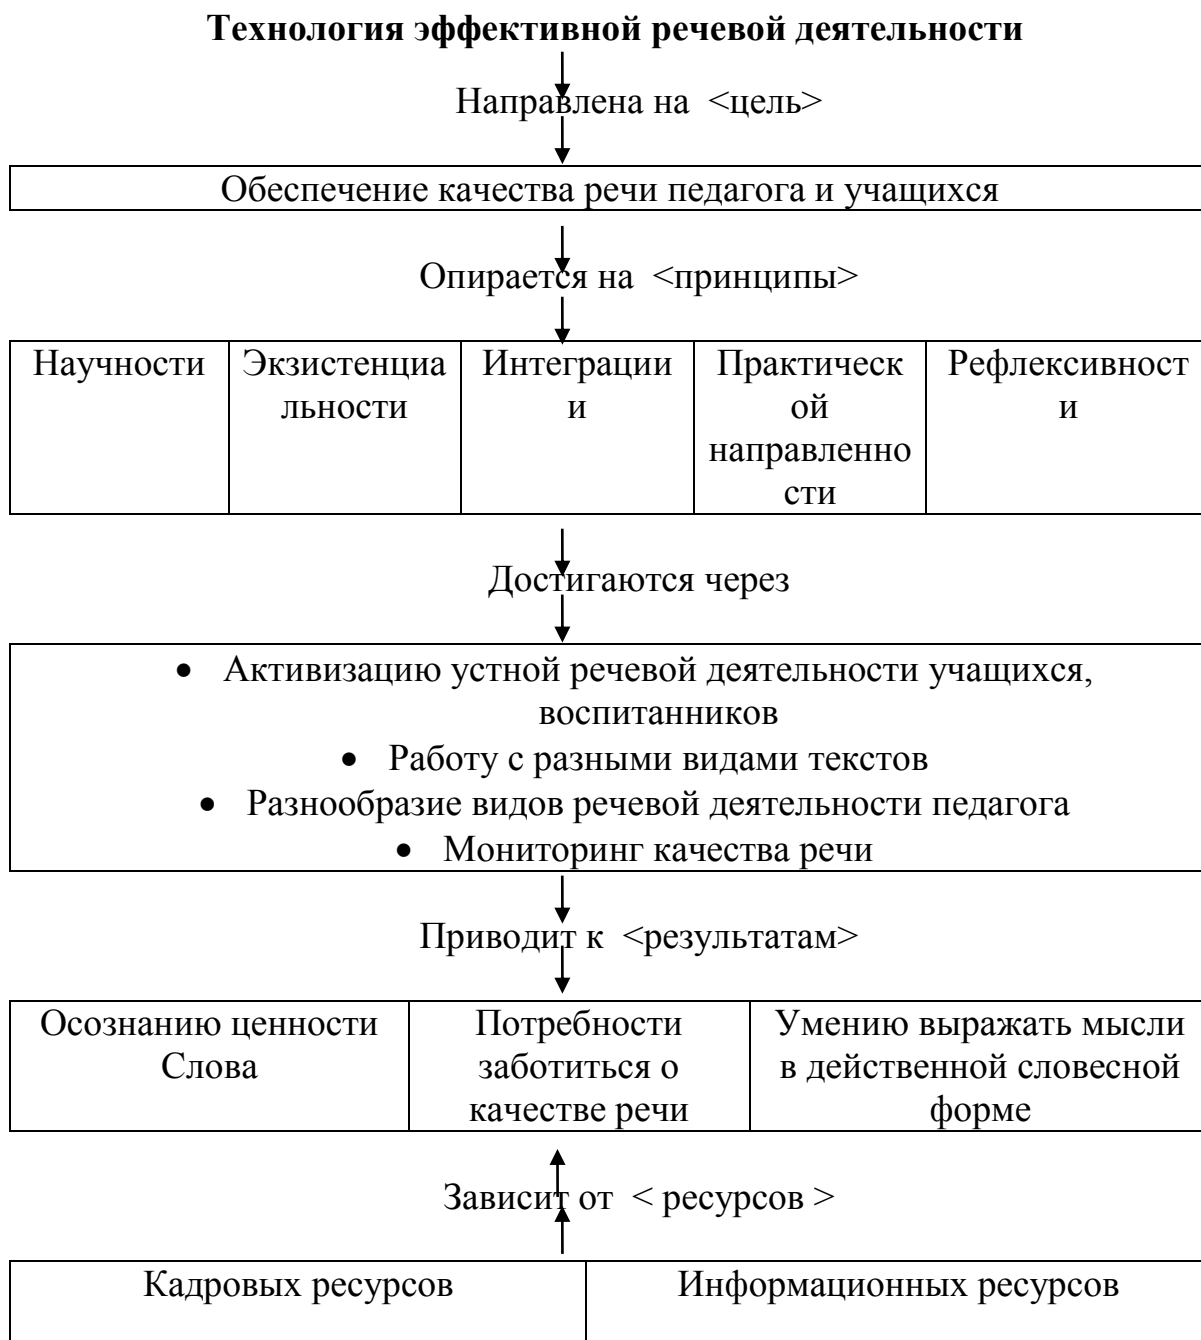 Технология эффективной речевой деятельности
Направлена на <цель>
Обеспечение качества речи педагога и учащихся
Опирается на <принципы>
Научности
Экзистенциа
льности
Интеграции
и
Практическ
ой
направленно
сти
Рефлексивност
и
Достигаются через
• Активизацию устной речевой деятельности учащихся,
воспитанников
• Работу с разными видами текстов
• Разнообразие видов речевой деятельности педагога
• Мониторинг качества речи
Приводит к <результатам>
Осознанию ценности
Слова
Потребности
заботиться о
качестве речи
Умению выражать мысли
в действенной словесной
форме
Зависит от < ресурсов >
Кадровых ресурсов
Информационных ресурсов